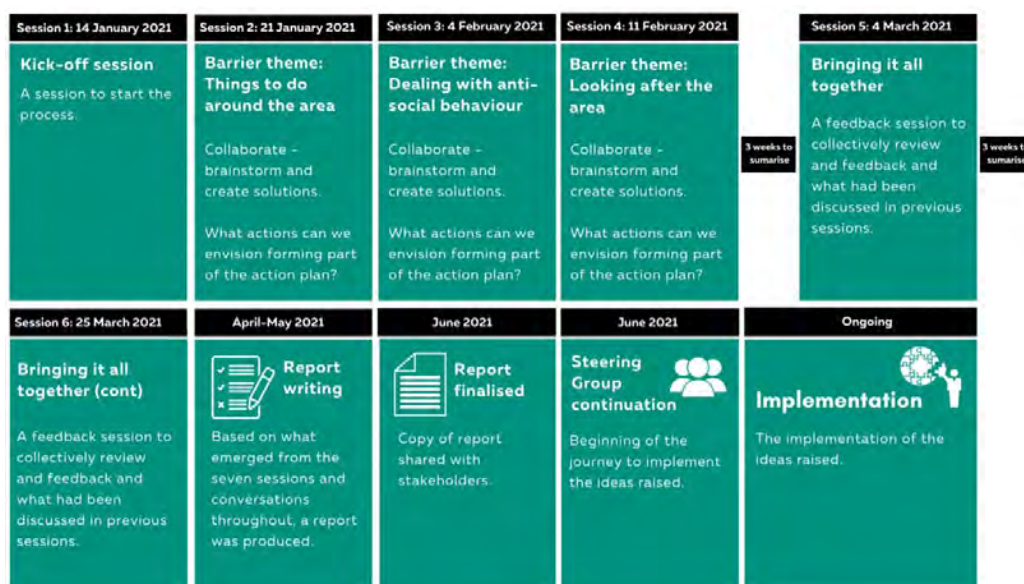 Session 1: 14 January 2021
Kick-off session
A session to start the
process.
Session 2: 21 January 2021
Barrier theme:
Things to do
around the area
Collaborate -
brainstorm and
create solutions.
What actions can we
envision forming part
of the action plan?
Session 3: 4 February 2021
Barrier theme:
Dealing with anti-
social behaviour
Collaborate -
brainstorm and
create solutions.
What actions can we
envision forming part
of the action plan?
Session 4: 11 February 2021
Barrier theme:
Looking after the
area
Collaborate -
brainstorm and
create solutions.
What actions can we
envision forming part
of the action plan?
3 weeks to
sumarise
Session 5: 4 March 2021
Bringing it all
together
A feedback session to
collectively review
and feedback and
what had been
discussed in previous
sessions.
3 weeks t
sumarise
Session 6: 25 March 2021
Bringing it all
together (cont)
A feedback session to
collectively review
and feedback and
what had been
discussed in previous
sessions.
April-May 2021
Report
writing
Based on what
emerged from the
seven sessions and
conversations
throughout, a report
was produced.
June 2021
Report
finalised
Copy of report
shared with
stakeholders.
June 2021
Steering
Group
continuation
Beginning of the
journey to implement
the ideas raised.
Ongoing
Implementation
The implementation of the
ideas raised.